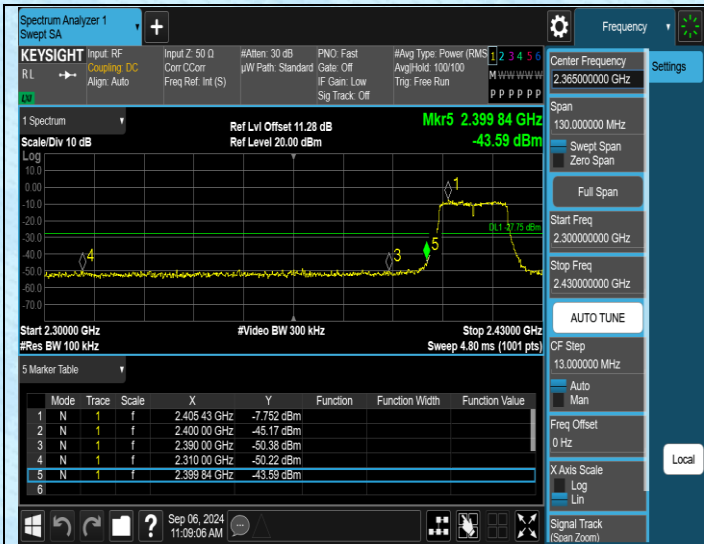 Spectrum Analyzer 1
Swept SA
Frequency
KEYSIGHT Input: RF Input Z: 50 Ω #Atten: 30 dB PNO: Fast #Avg Type: Power (RMS 1 2 3 4 5 6
RL Coupling: DC Corr CCorr µW Path: Standard Gate: Off Avg|Hold: 100/100 M W W W W W
Align: Auto Freq Ref: Int (S) IF Gain: Low Trig: Free Run
Sig Track: Off P P P P P P
LXI
1 Spectrum
Scale/Div 10 dB
Ref Lvl Offset 11.28 dB
Ref Level 20.00 dBm
Mkr5 2.399 84 GHz
-43.59 dBm
Log
10.0
0.00
-10.0
-20.0
-30.0
-40.0
-50.0
-60.0
-70.0
1
DL1 -27.75 dBm
5
3
4
Start 2.30000 GHz #Video BW 300 kHz Stop 2.43000 GHz
#Res BW 100 kHz Sweep 4.80 ms (1001 pts)
5 Marker Table
Mode Trace Scale X Y Function Function Width Function Value
1 N 1 f 2.405 43 GHz -7.752 dBm
2 N 1 f 2.400 00 GHz -45.17 dBm
3 N 1 f 2.390 00 GHz -50.38 dBm
4 N 1 f 2.310 00 GHz -50.22 dBm
5 N 1 f 2.399 84 GHz -43.59 dBm
6
Sep 06, 2024
11:09:06 AM
Center Frequency
2.365000000 GHz
Settings
Span
130.000000 MHz
Swept Span
Zero Span
Full Span
Start Freq
2.300000000 GHz
Stop Freq
2.430000000 GHz
AUTO TUNE
CF Step
13.000000 MHz
Auto
Man
Freq Offset
0 Hz
X Axis Scale
Log
Lin
Local
Signal Track
(Span Zoom)